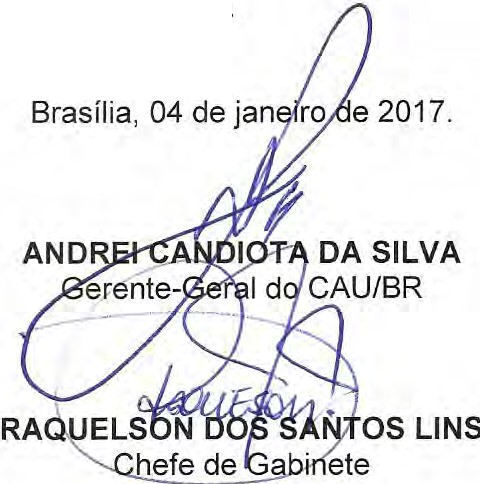 Brasília, 04 de janeiro de 2017.
ANDREI CANDIOTA DA SILVA
Gerente-Geral do CAU/BR
RAQUELSON DOS SANTOS LINS
Chefe de Gabinete